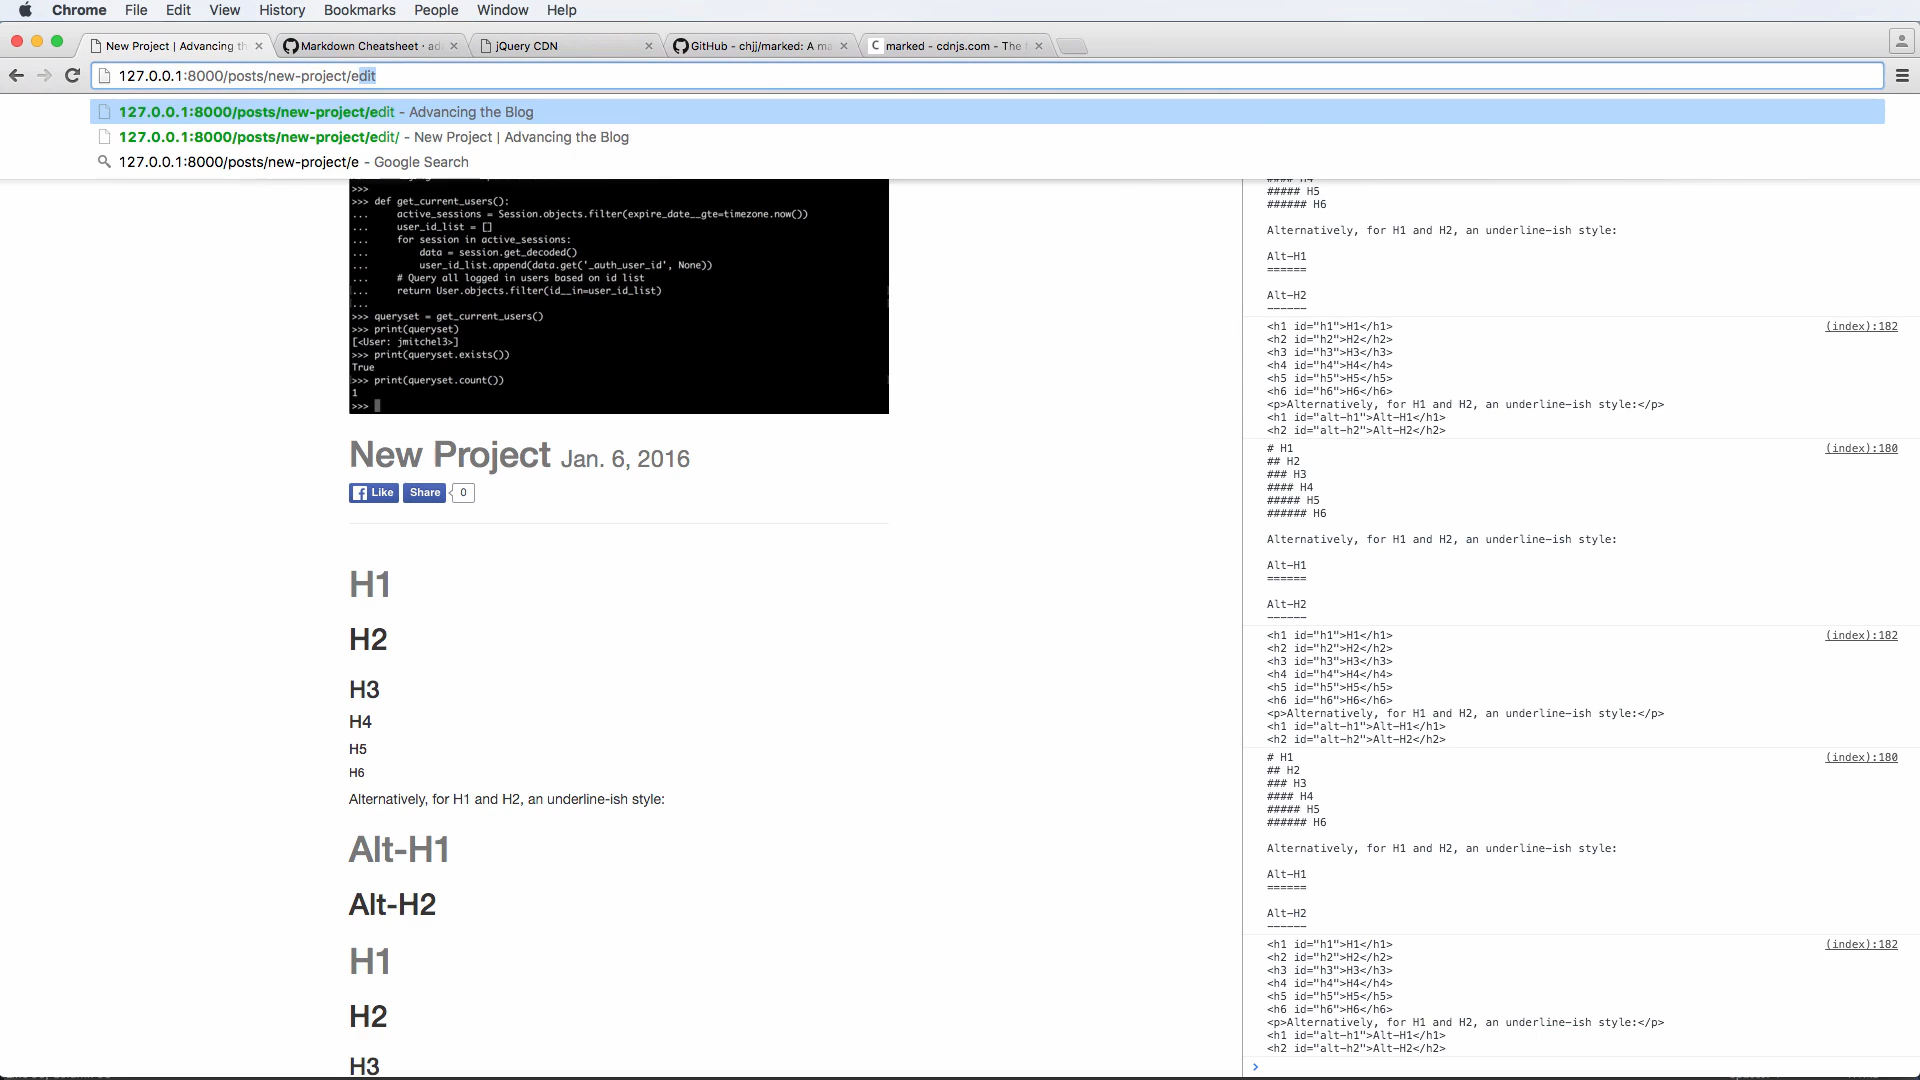 Chrome File Edit View History Bookmarks People Window Help
New Project | Advancing th
Markdown Cheatsheet · ad
jQuery CDN
GitHub - chjj/marked: A ma
marked - cdnjs.com - The
127.0.0.1:8000/posts/new-project/edit
127.0.0.1:8000/posts/new-project/edit - Advancing the Blog
127.0.0.1:8000/posts/new-project/edit/ - New Project | Advancing the Blog
127.0.0.1:8000/posts/new-project/e - Google Search
>>>
>>> def get_current_users():
... active_sessions = Session.objects.filter(expire_date__gte=timezone.now())
... user_id_list = []
... for session in active_sessions:
... data = session.get_decoded()
... user_id_list.append(data.get('_auth_user_id', None))
... # Query all logged in users based on id list
... return User.objects.filter(id__in=user_id_list)
...
>>> queryset = get_current_users()
>>> print(queryset)
[<User: jmitchel3>]
>>> print(queryset.exists())
True
>>> print(queryset.count())
1
>>>
New Project Jan. 6, 2016
Like Share 0
H1
H2
H3
H4
H5
H6
Alternatively, for H1 and H2, an underline-ish style:
Alt-H1
Alt-H2
H1
H2
H3
#### H4
##### H5
###### H6
Alternatively, for H1 and H2, an underline-ish style:
Alt-H1
======
Alt-H2
------
<h1 id="h1">H1</h1> (index):182
<h2 id="h2">H2</h2>
<h3 id="h3">H3</h3>
<h4 id="h4">H4</h4>
<h5 id="h5">H5</h5>
<h6 id="h6">H6</h6>
<p>Alternatively, for H1 and H2, an underline-ish style:</p>
<h1 id="alt-h1">Alt-H1</h1>
<h2 id="alt-h2">Alt-H2</h2>
# H1 (index):180
## H2
### H3
#### H4
##### H5
###### H6
Alternatively, for H1 and H2, an underline-ish style:
Alt-H1
======
Alt-H2
------
<h1 id="h1">H1</h1> (index):182
<h2 id="h2">H2</h2>
<h3 id="h3">H3</h3>
<h4 id="h4">H4</h4>
<h5 id="h5">H5</h5>
<h6 id="h6">H6</h6>
<p>Alternatively, for H1 and H2, an underline-ish style:</p>
<h1 id="alt-h1">Alt-H1</h1>
<h2 id="alt-h2">Alt-H2</h2>
# H1 (index):180
## H2
### H3
#### H4
##### H5
###### H6
Alternatively, for H1 and H2, an underline-ish style:
Alt-H1
======
Alt-H2
------
<h1 id="h1">H1</h1> (index):182
<h2 id="h2">H2</h2>
<h3 id="h3">H3</h3>
<h4 id="h4">H4</h4>
<h5 id="h5">H5</h5>
<h6 id="h6">H6</h6>
<p>Alternatively, for H1 and H2, an underline-ish style:</p>
<h1 id="alt-h1">Alt-H1</h1>
<h2 id="alt-h2">Alt-H2</h2>